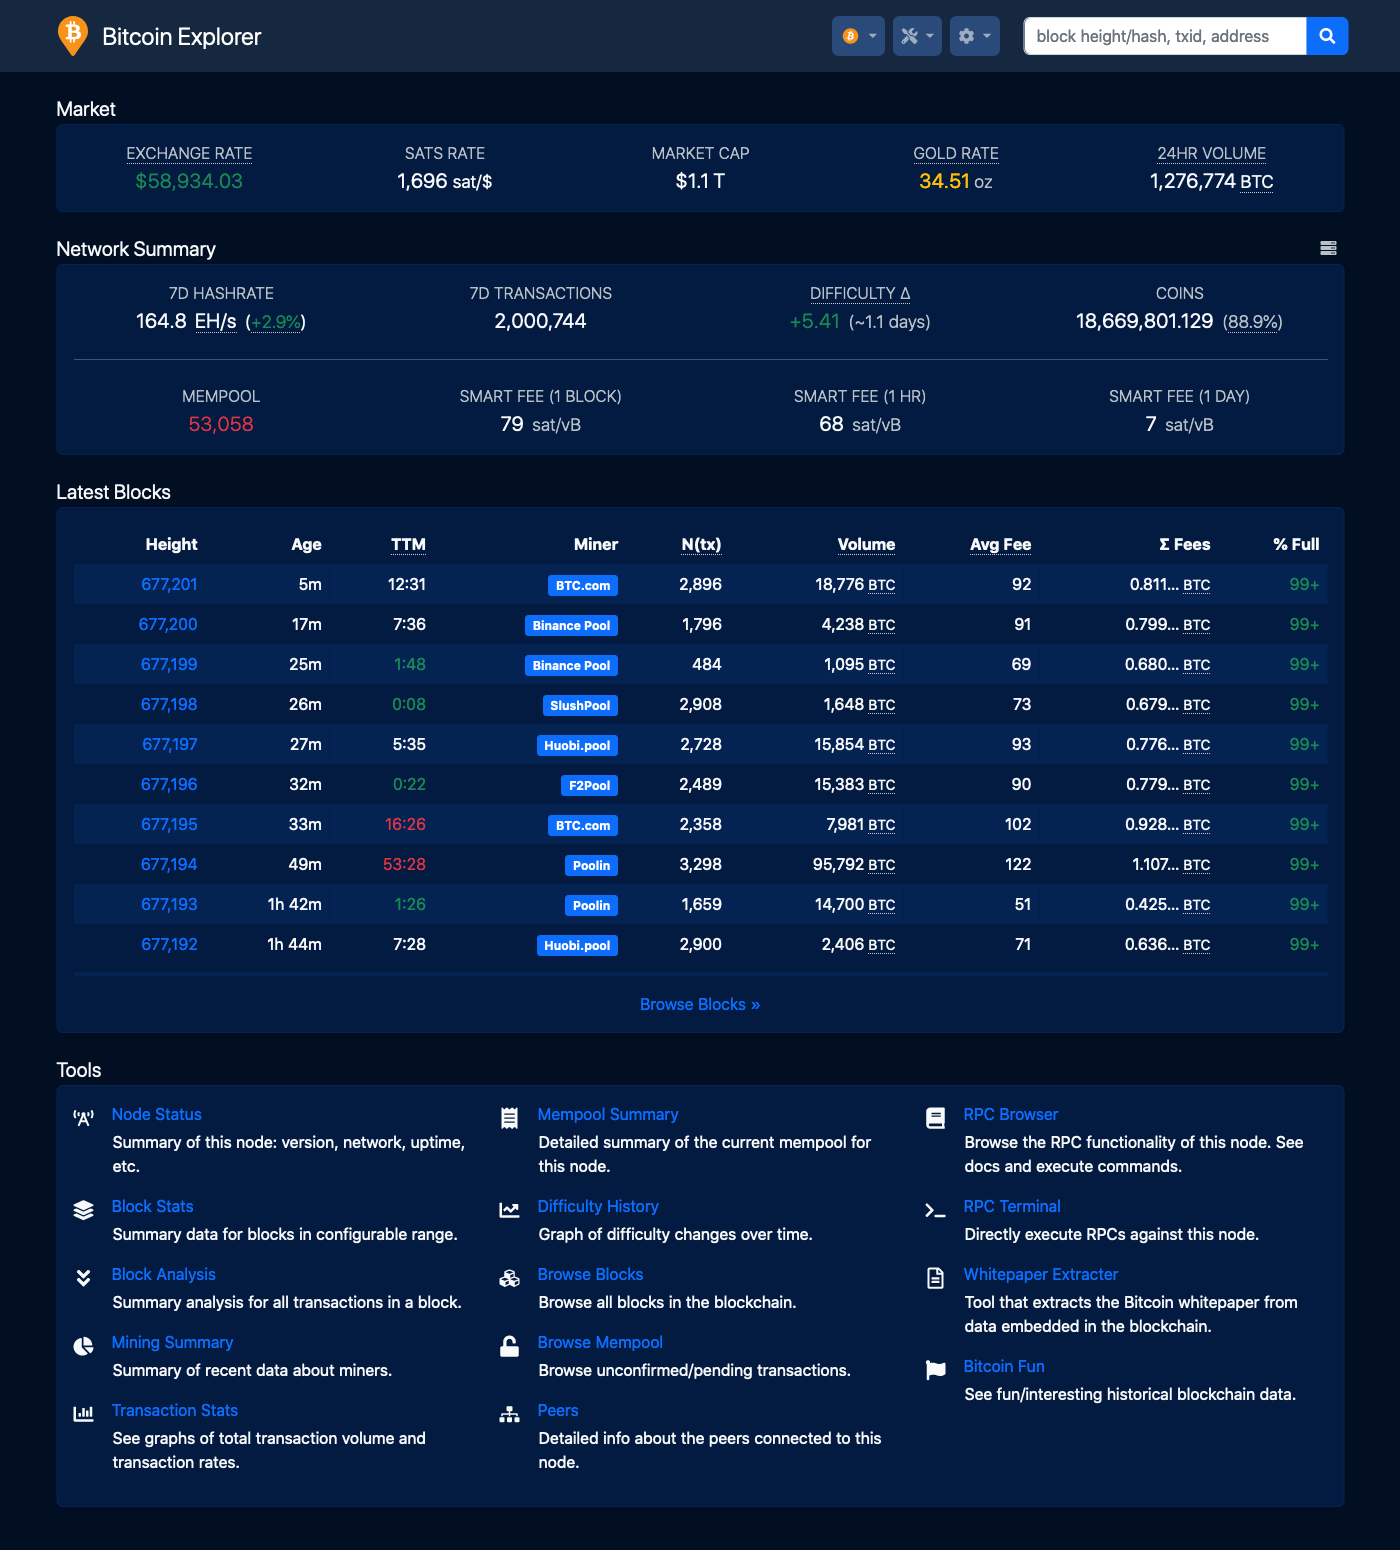 Bitcoin Explorer
block height/hash, txid, address
Market
EXCHANGE RATE SATS RATE MARKET CAP GOLD RATE 24HR VOLUME
$58,934.03 1,696 sat/$ $1.1 T 34.51 oz 1,276,774 BTC
Network Summary
7D HASHRATE 7D TRANSACTIONS DIFFICULTY Δ COINS
164.8 EH/s (+2.9%) 2,000,744 +5.41 (~1.1 days) 18,669,801.129 (88.9%)
MEMPOOL SMART FEE (1 BLOCK) SMART FEE (1 HR) SMART FEE (1 DAY)
53,058 79 sat/vB 68 sat/vB 7 sat/vB
Latest Blocks
Height Age TTM Miner N(tx) Volume Avg Fee Σ Fees % Full
677,201 5m 12:31 BTC.com 2,896 18,776 BTC 92 0.811... BTC 99+
677,200 17m 7:36 Binance Pool 1,796 4,238 BTC 91 0.799... BTC 99+
677,199 25m 1:48 Binance Pool 484 1,095 BTC 69 0.680... BTC 99+
677,198 26m 0:08 SlushPool 2,908 1,648 BTC 73 0.679... BTC 99+
677,197 27m 5:35 Huobi.pool 2,728 15,854 BTC 93 0.776... BTC 99+
677,196 32m 0:22 F2Pool 2,489 15,383 BTC 90 0.779... BTC 99+
677,195 33m 16:26 BTC.com 2,358 7,981 BTC 102 0.928... BTC 99+
677,194 49m 53:28 Poolin 3,298 95,792 BTC 122 1.107... BTC 99+
677,193 1h 42m 1:26 Poolin 1,659 14,700 BTC 51 0.425... BTC 99+
677,192 1h 44m 7:28 Huobi.pool 2,900 2,406 BTC 71 0.636... BTC 99+
Browse Blocks »
Tools
Node Status
Summary of this node: version, network, uptime,
etc.
Block Stats
Summary data for blocks in configurable range.
Block Analysis
Summary analysis for all transactions in a block.
Mining Summary
Summary of recent data about miners.
Transaction Stats
See graphs of total transaction volume and
transaction rates.
Mempool Summary
Detailed summary of the current mempool for
this node.
Difficulty History
Graph of difficulty changes over time.
Browse Blocks
Browse all blocks in the blockchain.
Browse Mempool
Browse unconfirmed/pending transactions.
Peers
Detailed info about the peers connected to this
node.
RPC Browser
Browse the RPC functionality of this node. See
docs and execute commands.
RPC Terminal
Directly execute RPCs against this node.
Whitepaper Extracter
Tool that extracts the Bitcoin whitepaper from
data embedded in the blockchain.
Bitcoin Fun
See fun/interesting historical blockchain data.